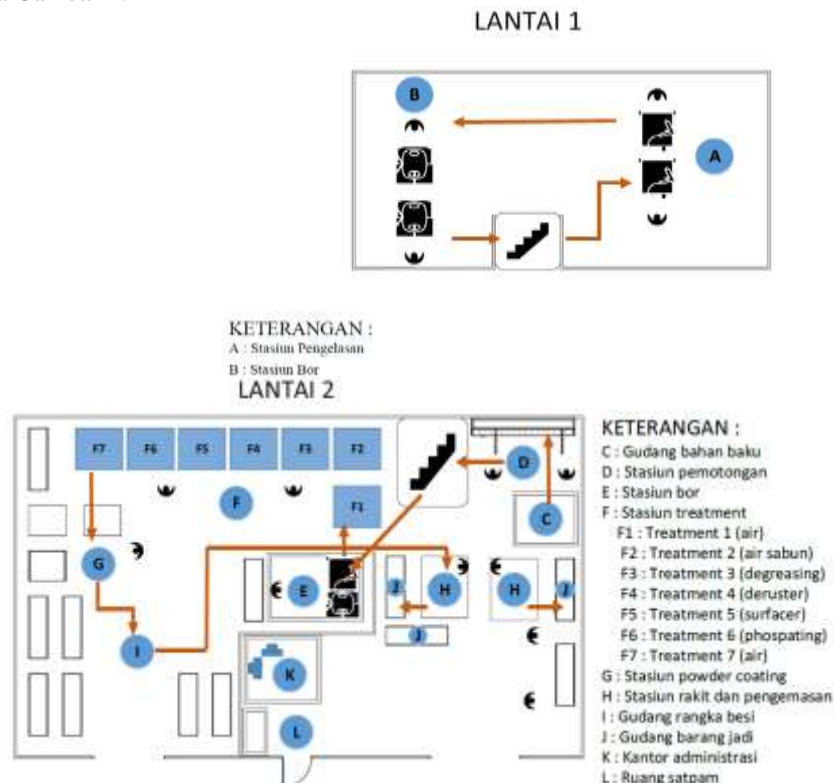 LANTAI 1
B
A
KETERANGAN :
A : Stasiun Pengelasan
B : Stasiun Bor
LANTAI 2
F7
F6
F5
F4
F3
F2
D
F
F1
C
G
E
J
H
H
J
I
J
K
L
KETERANGAN :
C : Gudang bahan baku
D : Stasiun pemotongan
E : Stasiun bor
F : Stasiun treatment
F1 : Treatment 1 (air)
F2 : Treatment 2 (air sabun)
F3 : Treatment 3 (degreasing)
F4 : Treatment 4 (deruster)
F5 : Treatment 5 (surfacer)
F6 : Treatment 6 (phospating)
F7 : Treatment 7 (air)
G : Stasiun powder coating
H : Stasiun rakit dan pengemasan
I : Gudang rangka besi
J : Gudang barang jadi
K : Kantor administrasi
L : Ruang satpam